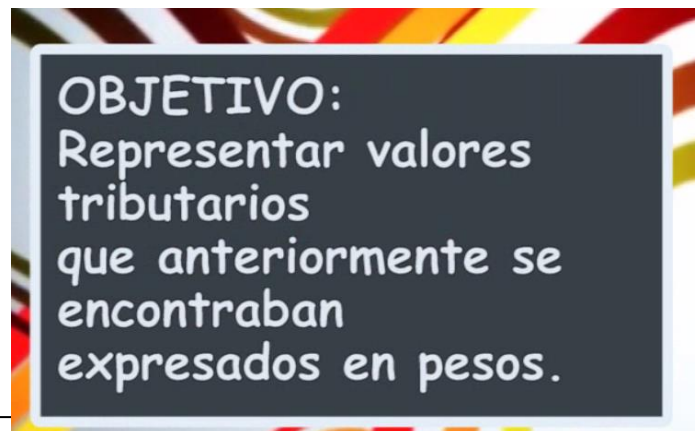 OBJETIVO:
Representar valores
tributarios
que anteriormente se
encontraban
expresados en pesos.